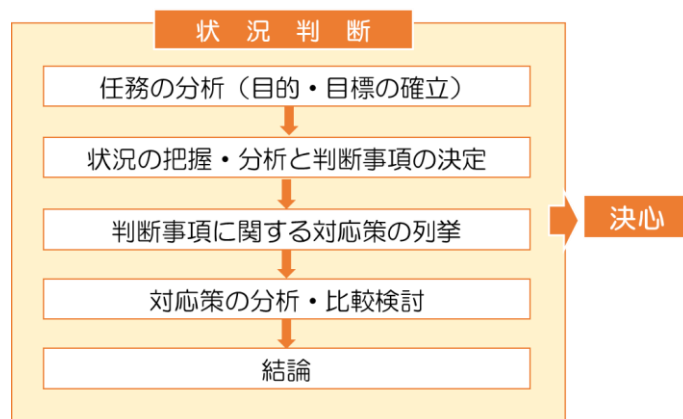 状況判断
任務の分析（目的・目標の確立）
状況の把握・分析と判断事項の決定
判断事項に関する対応策の列挙
対応策の分析・比較検討
結論
決心